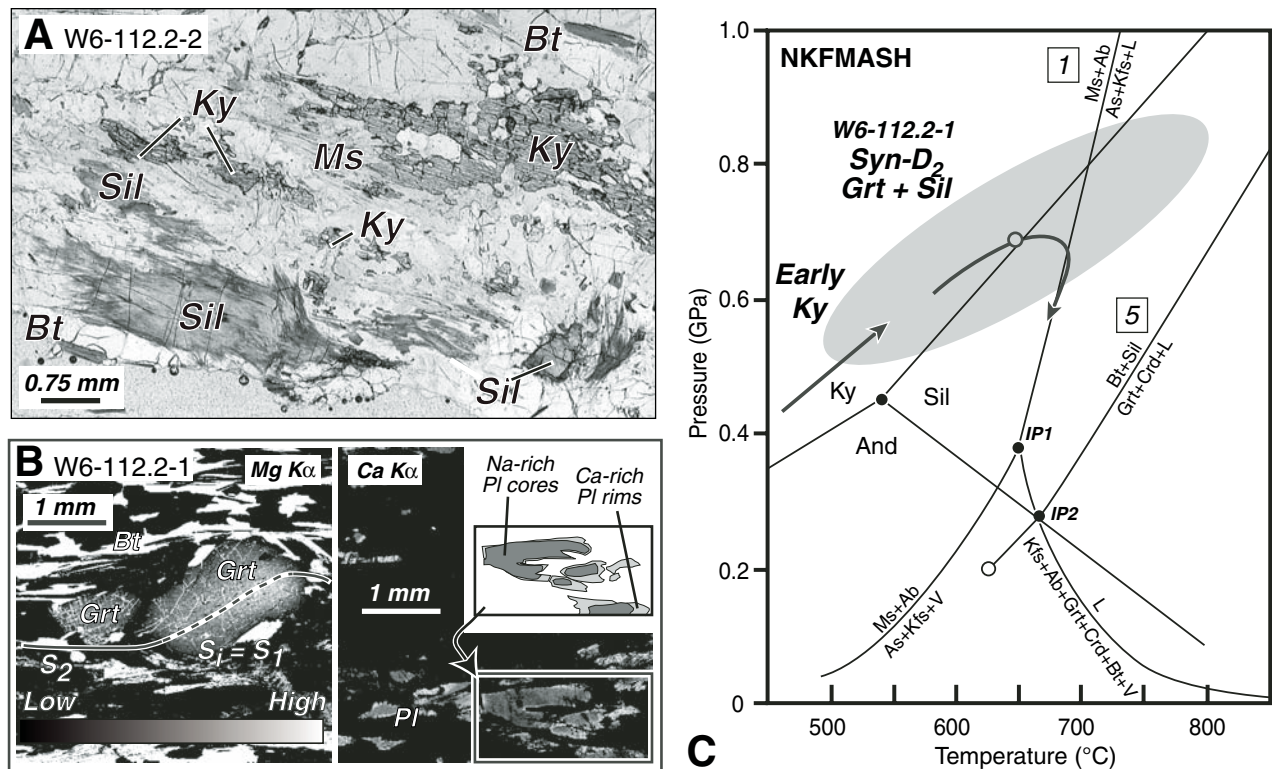 A W6-112.2-2
Bt
Ky
Ms
Ky
Sil
Ky
Sil
Bt
Sil
0.75 mm
B W6-112.2-1
Mg Kα
1 mm
Bt
Grt
Grt
S2
Si = S1
Low
High
Ca Kα
1 mm
Pl
Na-rich
Pl cores
Ca-rich
Pl rims
C
NKFMASH
W6-112.2-1
Syn-D2
Grt + Sil
Early
Ky
1
Ms+Ab
As+Kfs+L
5
Bt+Sil
Grt+Crd+L
Ky
Sil
And
IP1
IP2
Ms+Ab
As+Kfs+V
L
Kfs+Ab+Grt+Crd+Bt+V
Pressure (GPa)
1.0
0.8
0.6
0.4
0.2
0
500
600
700
800
Temperature (°C)